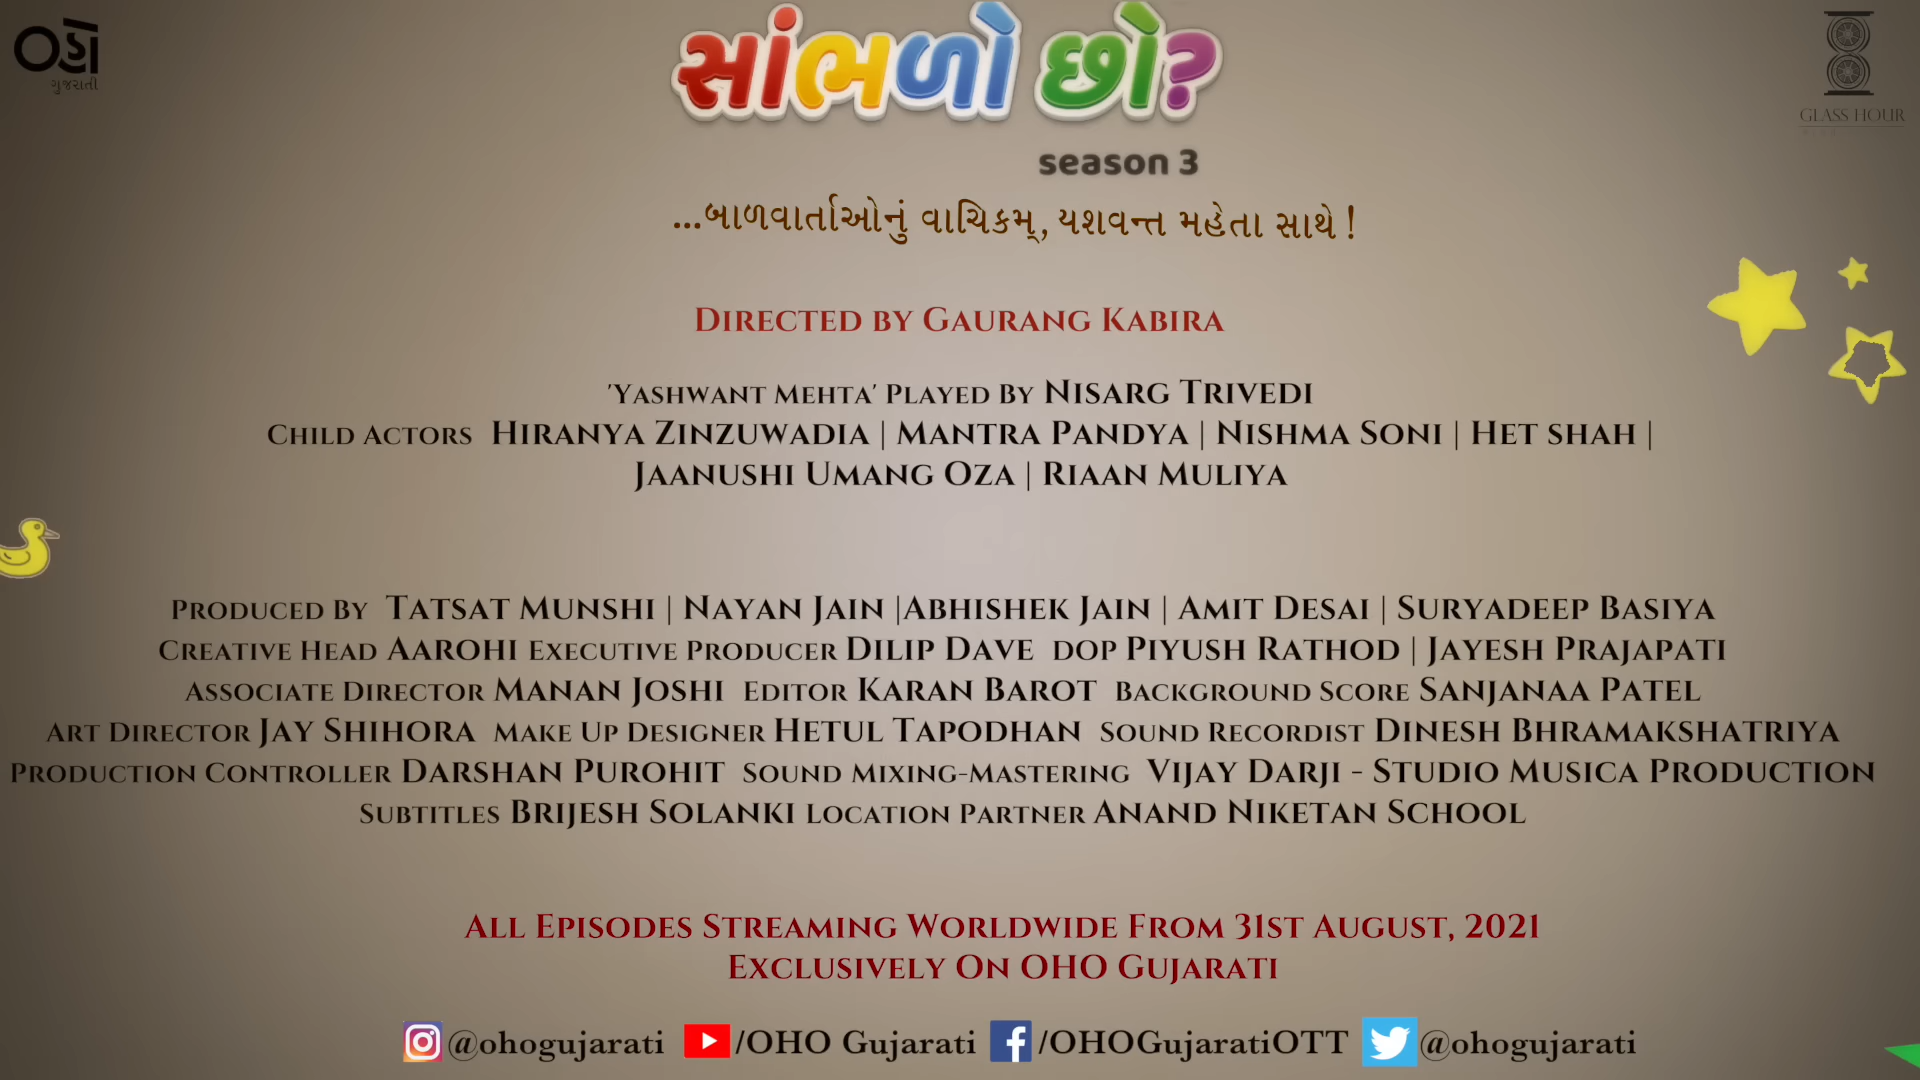 ઓહો
ગુજરાતી
GLASS HOUR
સાંભળો છો?
season 3
...બાળવાર્તાઓનું વાચિકમ્, યશવન્ત મહેતા સાથે !
Directed by Gaurang Kabira
'Yashwant Mehta' Played By Nisarg Trivedi
Child Actors Hiranya Zinzuwadia | Mantra Pandya | Nishma Soni | Het shah |
Jaanushi Umang Oza | Riaan Muliya
Produced By Tatsat Munshi | Nayan Jain |Abhishek Jain | Amit Desai | Suryadeep Basiya
Creative Head Aarohi Executive Producer Dilip Dave DOP Piyush Rathod | Jayesh Prajapati
Associate Director Manan Joshi Editor Karan Barot Background Score Sanjanaa Patel
Art Director Jay Shihora Make Up Designer Hetul Tapodhan Sound Recordist Dinesh Bhramakshatriya
Production Controller Darshan Purohit Sound Mixing-Mastering Vijay Darji - Studio Musica Production
Subtitles Brijesh Solanki Location Partner Anand Niketan School
All Episodes Streaming Worldwide From 31st August, 2021
Exclusively On OHO Gujarati
@ohogujarati /OHO Gujarati /OHOGujaratiOTT @ohogujarati